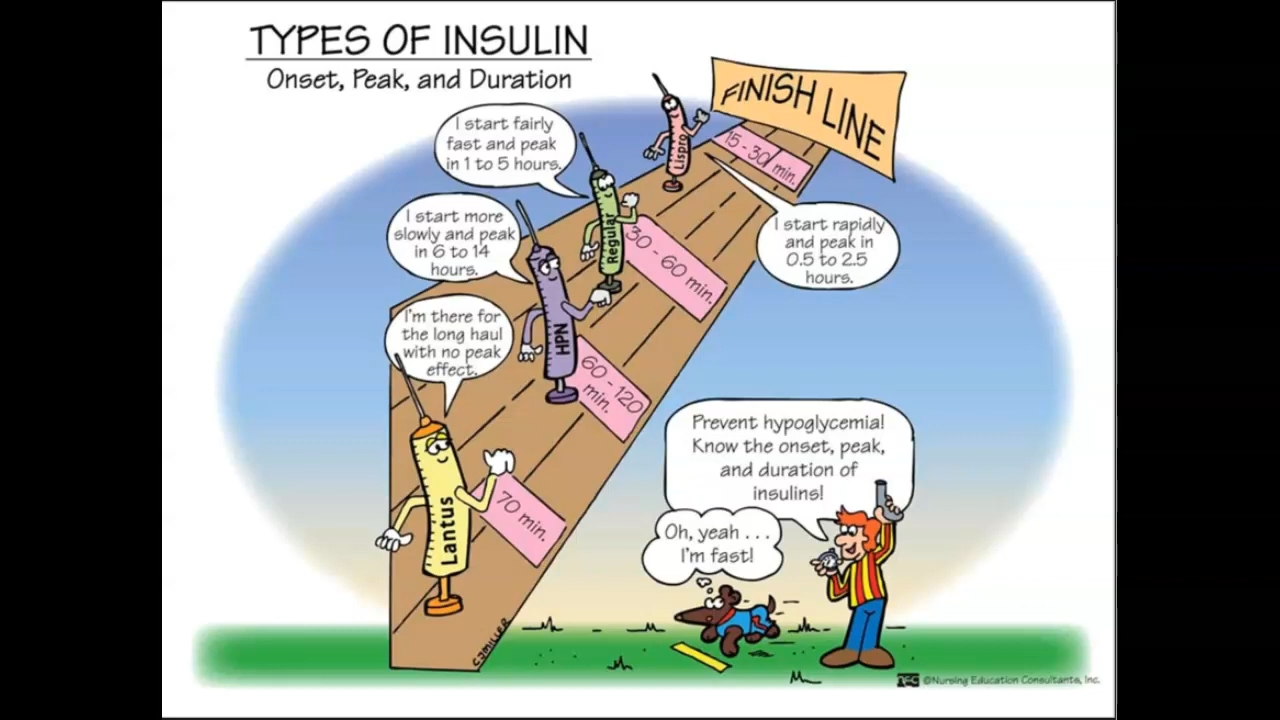 TYPES OF INSULIN
Onset, Peak, and Duration
FINISH LINE
I start fairly
fast and peak
in 1 to 5 hours.
Lispro
15 - 30 min.
I start more
slowly and peak
in 6 to 14
hours.
Regular
30 - 60 min.
I start rapidly
and peak in
0.5 to 2.5
hours.
I'm there for
the long haul
with no peak
effect.
HPN
60 - 120
min.
Prevent hypoglycemia!
Know the onset, peak,
and duration of
insulins!
Lantus
70 min.
Oh, yeah . . .
I'm fast!
CJMILLER
NEC ©Nursing Education Consultants, Inc.